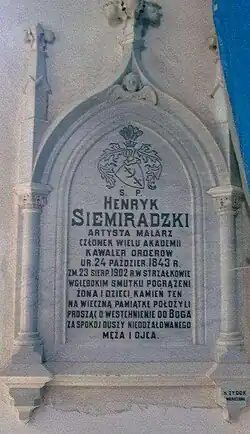 Ś. P.
HENRYK
SIEMIRADZKI
ARTYSTA MALARZ
CZŁONEK WIELU AKADEMII
KAWALER ORDERÓW
UR. 24 PAŹDZIER. 1843 R.
ZM. 23 SIERP. 1902 R. W STRZAŁKOWIE
W GŁĘBOKIM SMUTKU POGRĄŻENI
ŻONA I DZIECI, KAMIEŃ TEN
NA WIECZNĄ PAMIĄTKĘ POŁOŻYLI
PROSZĄC O WESTCHNIENIE DO BOGA
ZA SPOKÓJ DUSZY NIEODŻAŁOWANEGO
MĘŻA I OJCA.